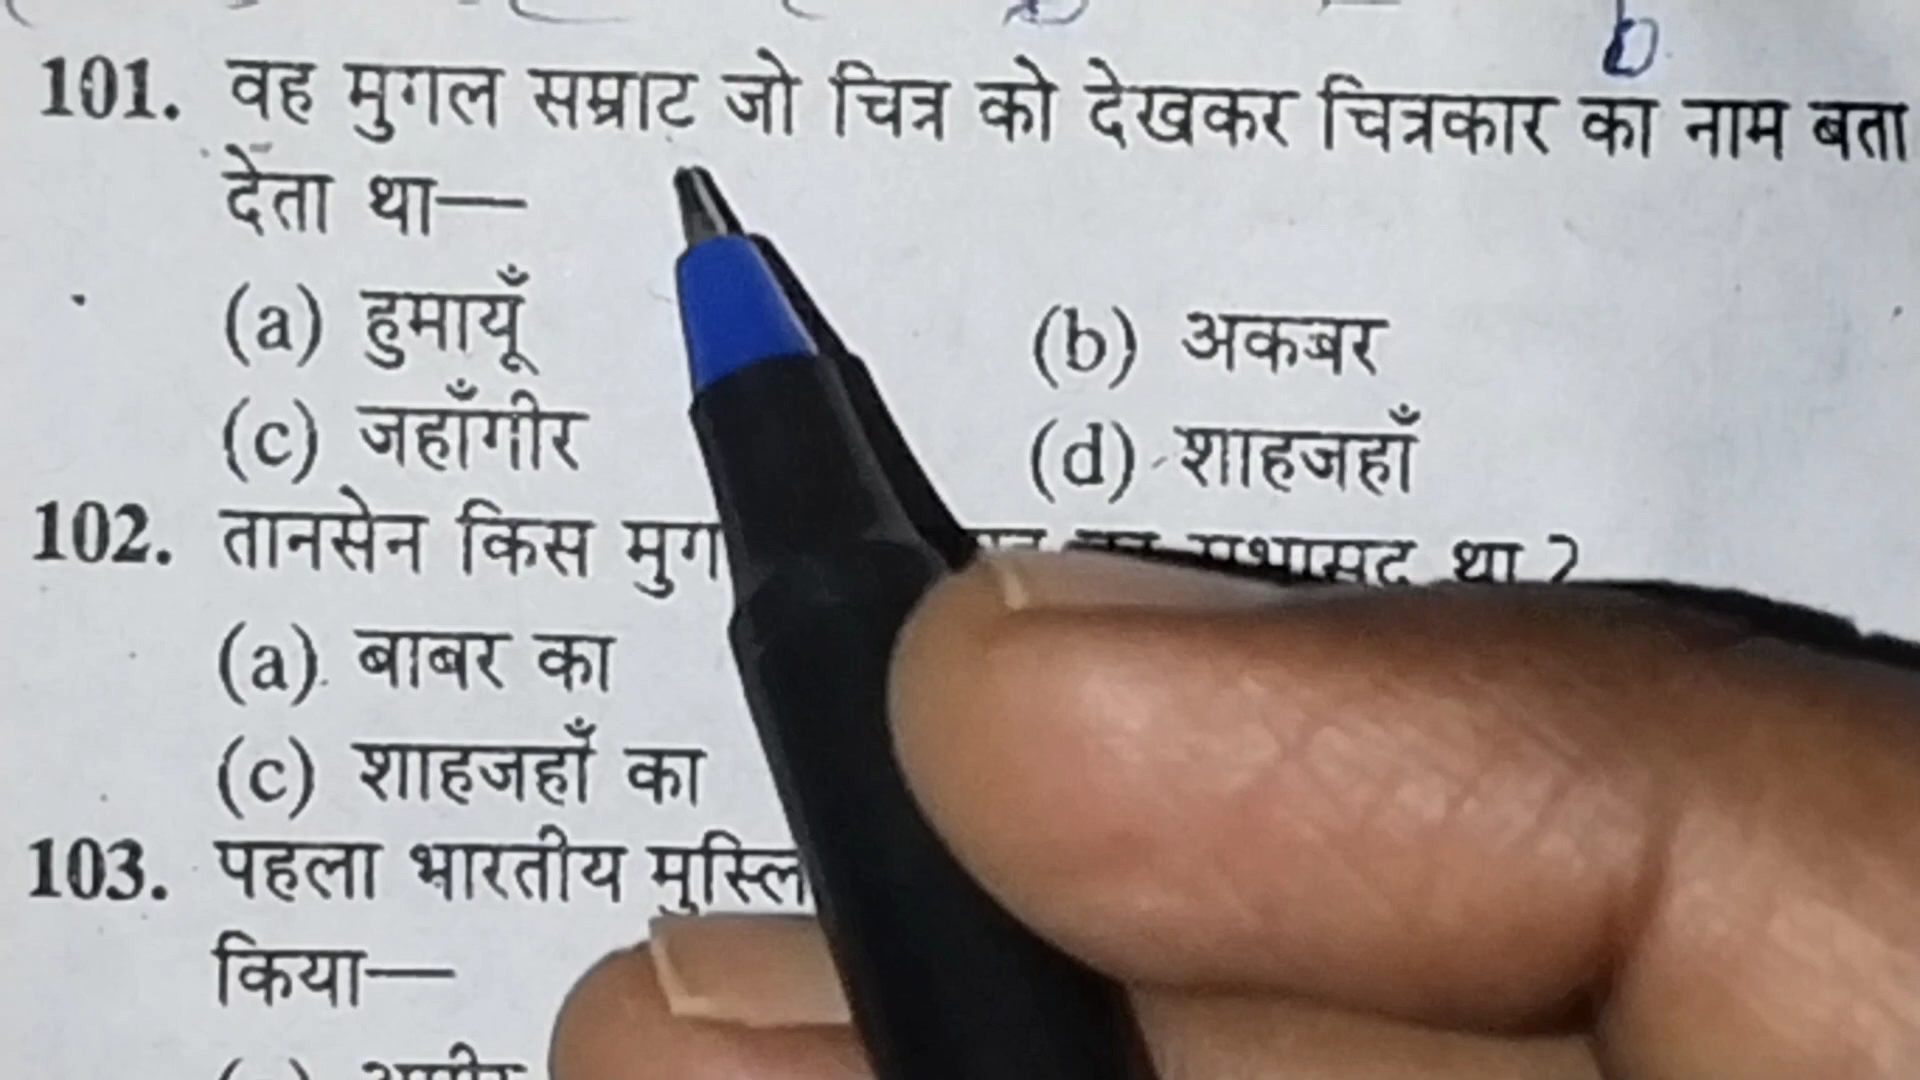 b
101. वह मुगल सम्राट जो चित्र को देखकर चित्रकार का नाम बता
देता था—
(a) हुमायूँ (b) अकबर
(c) जहाँगीर (d) शाहजहाँ
102. तानसेन किस था ?
(a) बाबर का
(c) शाहजहाँ का
103. पहला भारतीय
किया—